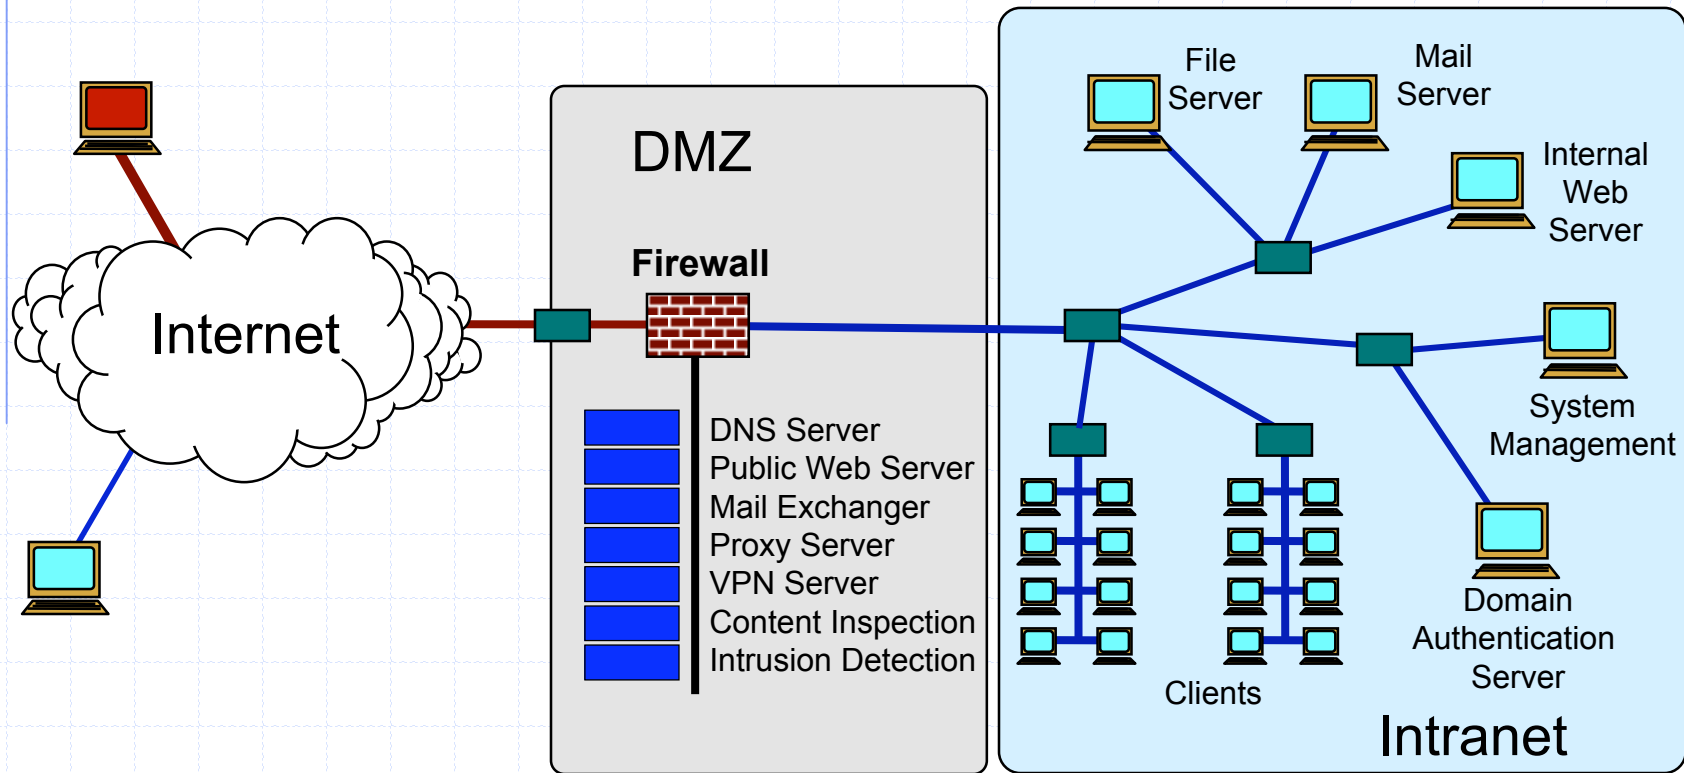 Internet
DMZ
Firewall
DNS Server
Public Web Server
Mail Exchanger
Proxy Server
VPN Server
Content Inspection
Intrusion Detection
File
Server
Mail
Server
Internal
Web
Server
System
Management
Domain
Authentication
Server
Clients
Intranet